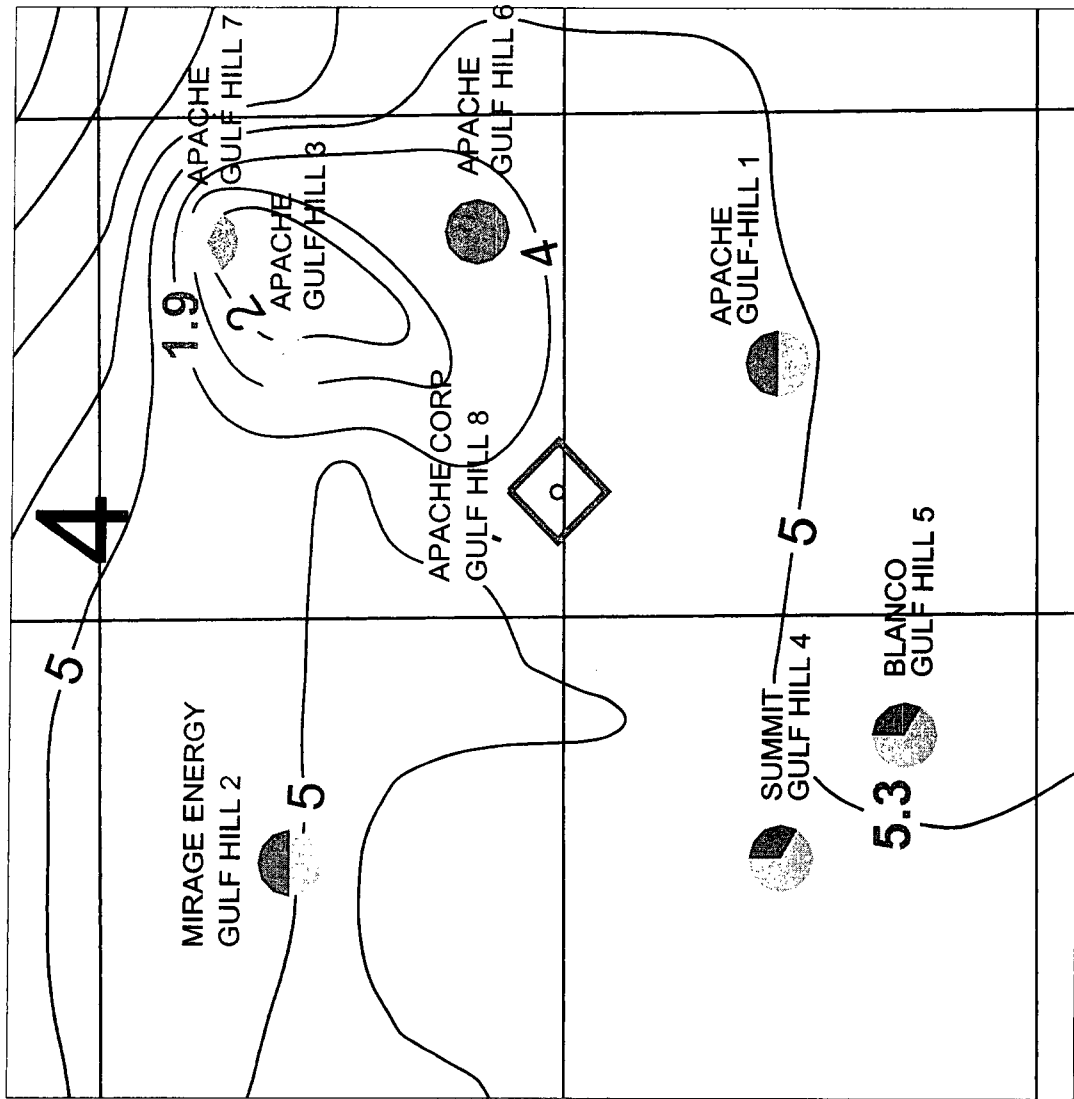 4
APACHE
GULF HILL 7
APACHE
GULF HILL 6
1.9
2
APACHE
GULF HILL 3
4
APACHE CORP
GULF HILL 8
5
MIRAGE ENERGY
GULF HILL 2
5
APACHE
GULF-HILL 1
5
SUMMIT
GULF HILL 4
BLANCO
GULF HILL 5
5.3